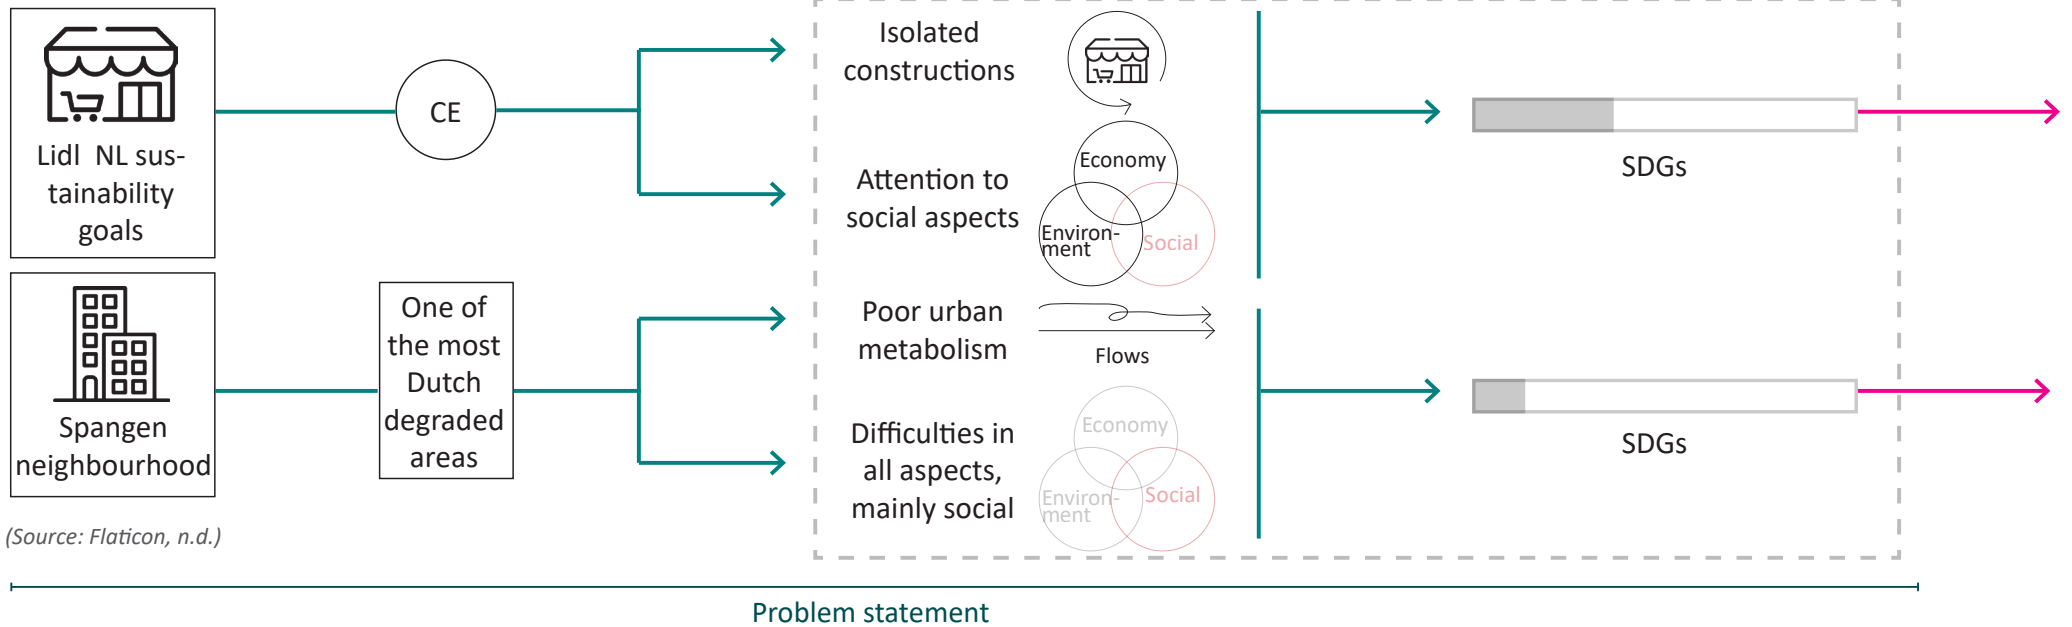 Lidl NL sus-
tainability
goals
CE
Isolated
constructions
Attention to
social aspects
Economy
Environ-
ment
Social
SDGs
Spangen
neighbourhood
One of
the most
Dutch
degraded
areas
Poor urban
metabolism
Flows
Difficulties in
all aspects,
mainly social
Economy
Environ-
ment
Social
SDGs
(Source: Flaticon, n.d.)
Problem statement